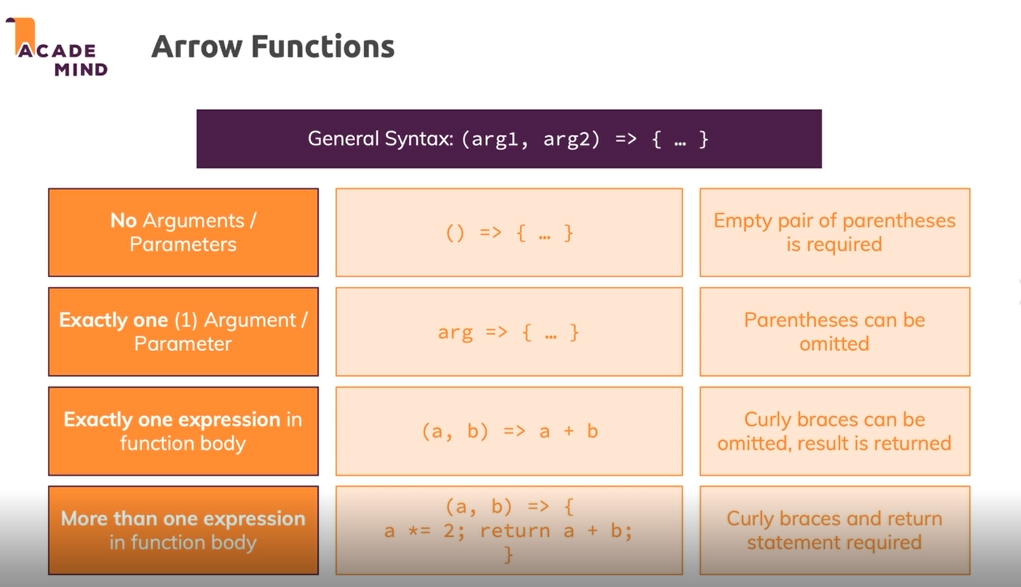 ACADE
MIND
Arrow Functions
General Syntax: (arg1, arg2) => { … }
No Arguments /
Parameters
() => { … }
Empty pair of parentheses
is required
Exactly one (1) Argument /
Parameter
arg => { … }
Parentheses can be
omitted
Exactly one expression in
function body
(a, b) => a + b
Curly braces can be
omitted, result is returned
More than one expression
in function body
(a, b) => {
a *= 2; return a + b;
}
Curly braces and return
statement required